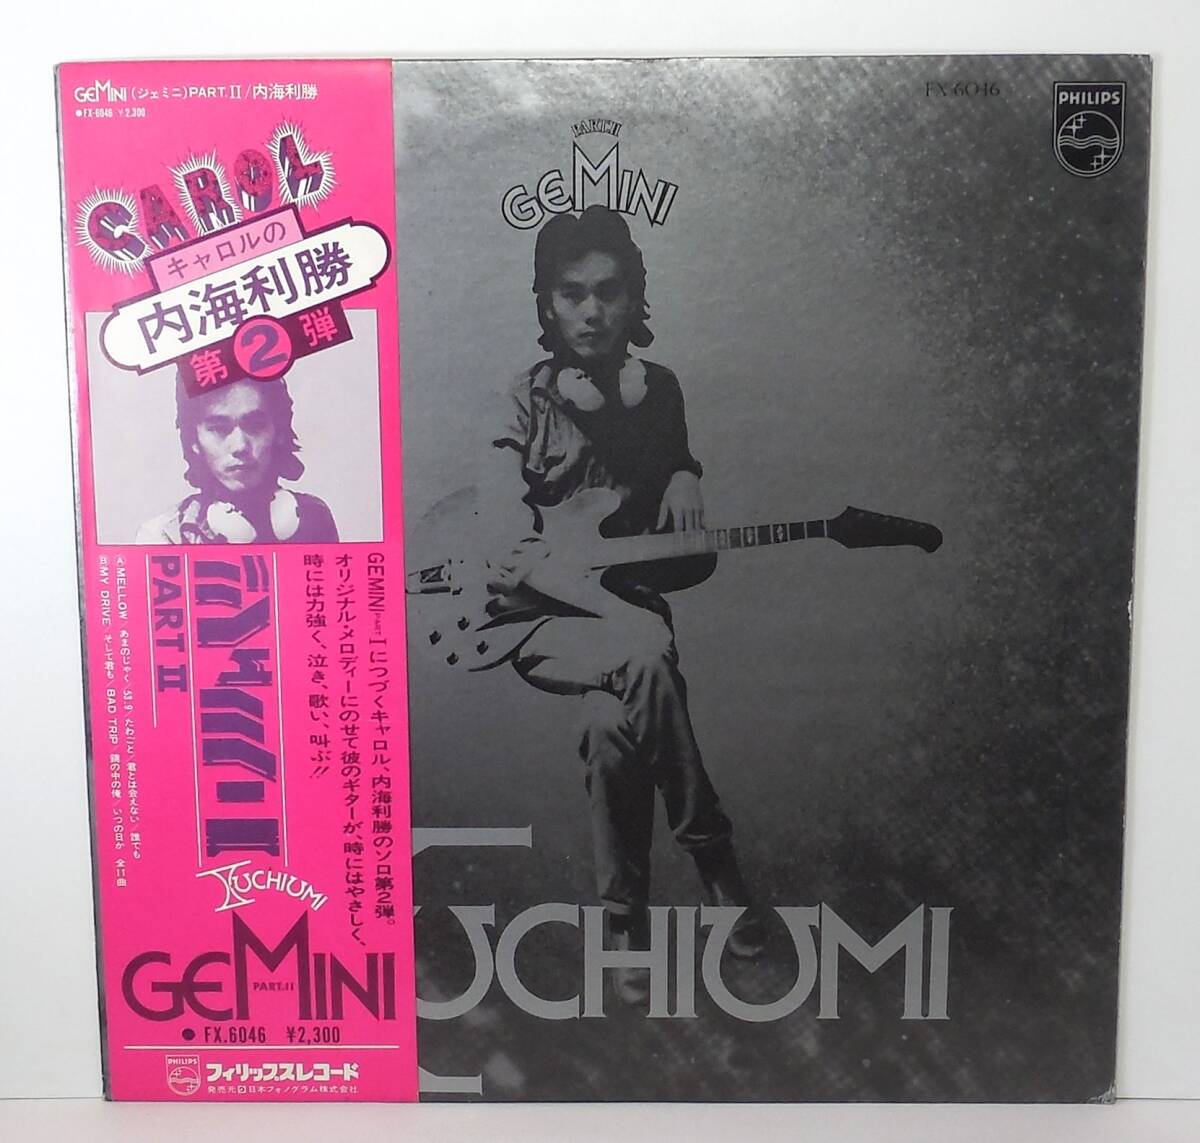 GEMINI (ジェミニ) PART.II/内海利勝
●FX-6046 ¥2,300
CAROL
キャロルの
内海利勝
第2弾
GEMINI PART Iにつづくキャロル、内海利勝のソロ第2弾。
オリジナル・メロディーにのせて彼のギターが、時にはやさしく、
時には力強く、泣き、歌い、叫ぶ!!
ジェミニ・II
PART II
Ⓐ MELLOW/あまのじゃく/53.9/たわごと/君とは会えない/誰でも
Ⓑ MY DRIVE/そして君も/BAD TRIP/鏡の中の俺/いつの日か 全11曲
T.UCHIUMI
GEMINI
PART.II
●FX.6046 ¥2,300
PHILIPS
フィリップスレコード
発売元 日本フォノグラム株式会社
FX-6046
PHILIPS
PART.II
GEMINI
UCHIUMI